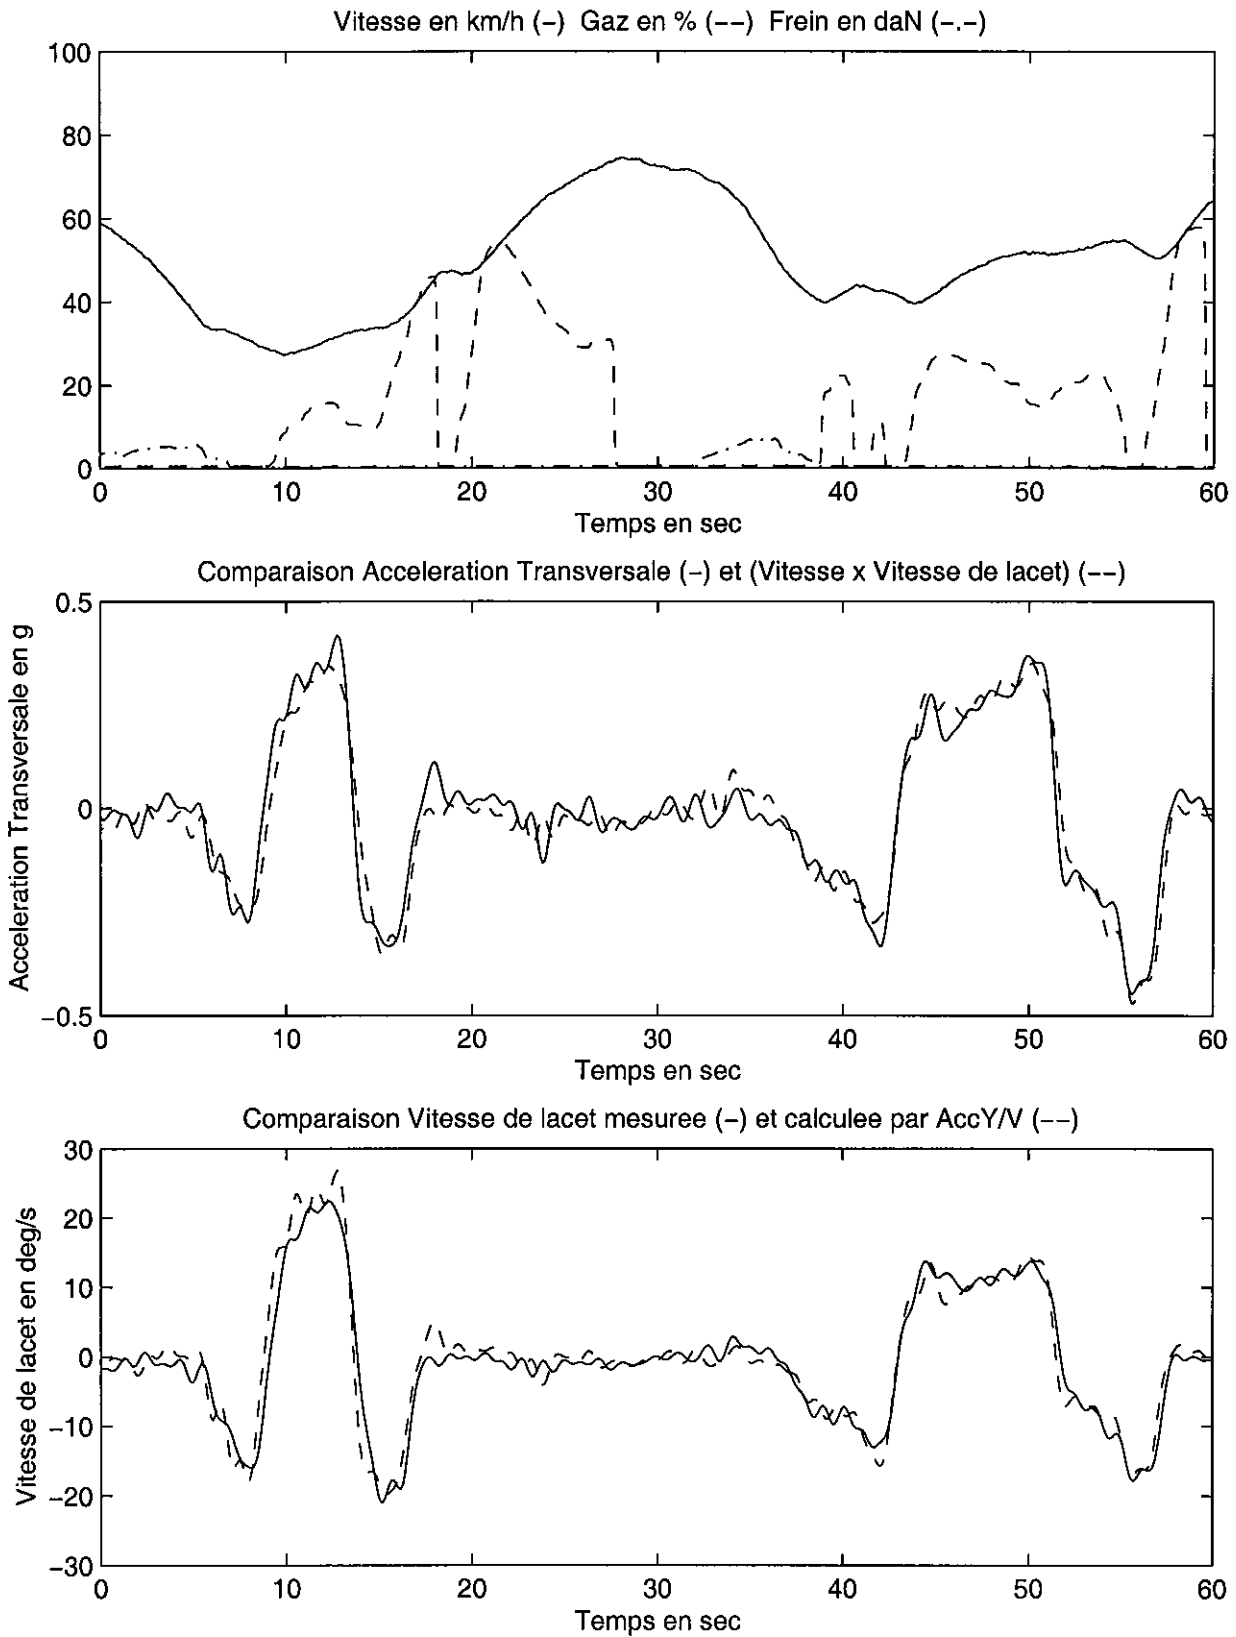 Vitesse en km/h (-) Gaz en % (--) Frein en daN (-.-)
100
80
60
40
20
0
0 10 20 30 40 50 60
Temps en sec
Comparaison Acceleration Transversale (-) et (Vitesse x Vitesse de lacet) (--)
Acceleration Transversale en g
0.5
0
-0.5
0 10 20 30 40 50 60
Temps en sec
Comparaison Vitesse de lacet mesuree (-) et calculee par AccY/V (--)
Vitesse de lacet en deg/s
30
20
10
0
-10
-20
-30
0 10 20 30 40 50 60
Temps en sec